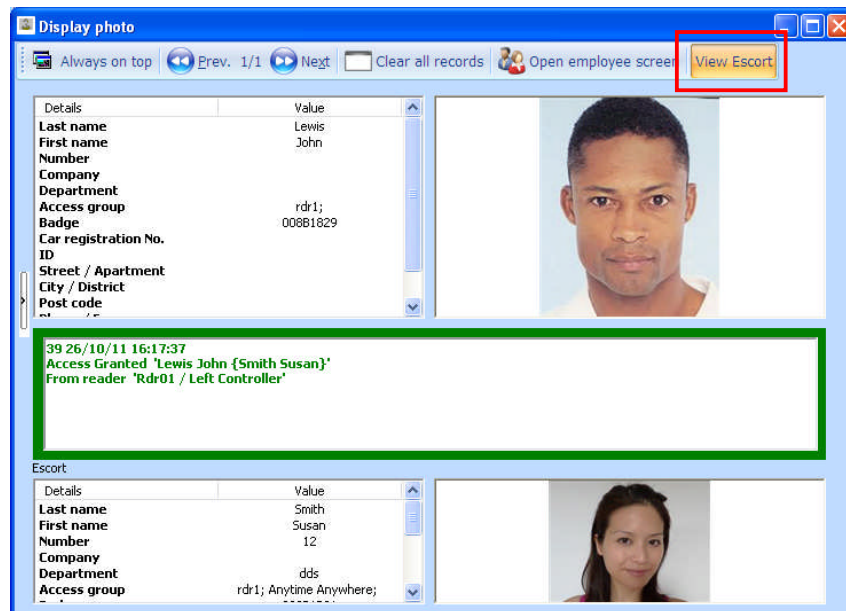 Display photo
Always on top Prev. 1/1 Next Clear all records Open employee screen View Escort
Details Value
Last name Lewis
First name John
Number
Company
Department
Access group rdr1;
Badge 008B1829
Car registration No.
ID
Street / Apartment
City / District
Post code
39 26/10/11 16:17:37
Access Granted 'Lewis John {Smith Susan}'
From reader 'Rdr01 / Left Controller'
Escort
Details Value
Last name Smith
First name Susan
Number 12
Company
Department dds
Access group rdr1; Anytime Anywhere;